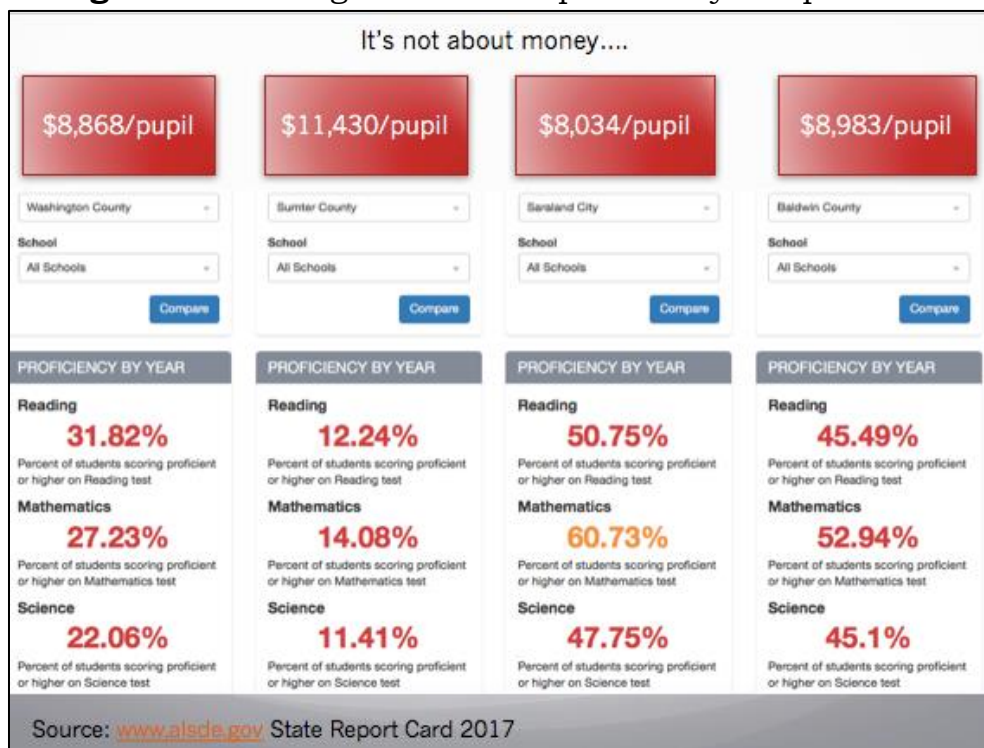 It's not about money....
$8,868/pupil
$11,430/pupil
$8,034/pupil
$8,983/pupil
Washington County
Sumter County
Saraland City
Baldwin County
School
School
School
School
All Schools
All Schools
All Schools
All Schools
Compare
Compare
Compare
Compare
PROFICIENCY BY YEAR
PROFICIENCY BY YEAR
PROFICIENCY BY YEAR
PROFICIENCY BY YEAR
Reading
31.82%
Percent of students scoring proficient
or higher on Reading test
Mathematics
27.23%
Percent of students scoring proficient
or higher on Mathematics test
Science
22.06%
Percent of students scoring proficient
or higher on Science test
Reading
12.24%
Percent of students scoring proficient
or higher on Reading test
Mathematics
14.08%
Percent of students scoring proficient
or higher on Mathematics test
Science
11.41%
Percent of students scoring proficient
or higher on Science test
Reading
50.75%
Percent of students scoring proficient
or higher on Reading test
Mathematics
60.73%
Percent of students scoring proficient
or higher on Mathematics test
Science
47.75%
Percent of students scoring proficient
or higher on Science test
Reading
45.49%
Percent of students scoring proficient
or higher on Reading test
Mathematics
52.94%
Percent of students scoring proficient
or higher on Mathematics test
Science
45.1%
Percent of students scoring proficient
or higher on Science test
Source: www.alsde.gov State Report Card 2017